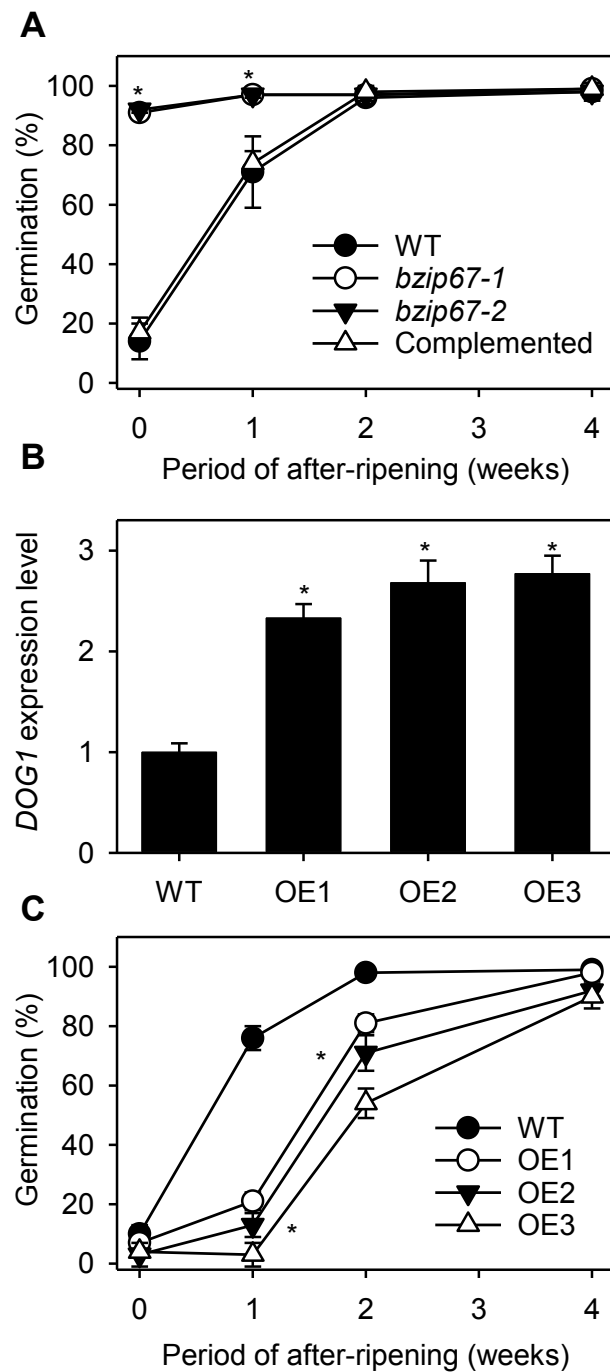 A
Germination (%)
100
80
60
40
20
0
*
*
WT
bzip67-1
bzip67-2
Complemented
0 1 2 3 4
Period of after-ripening (weeks)
B
DOG1 expression level
3
2
1
0
*
*
*
WT OE1 OE2 OE3
C
Germination (%)
100
80
60
40
20
0
*
*
WT
OE1
OE2
OE3
0 1 2 3 4
Period of after-ripening (weeks)